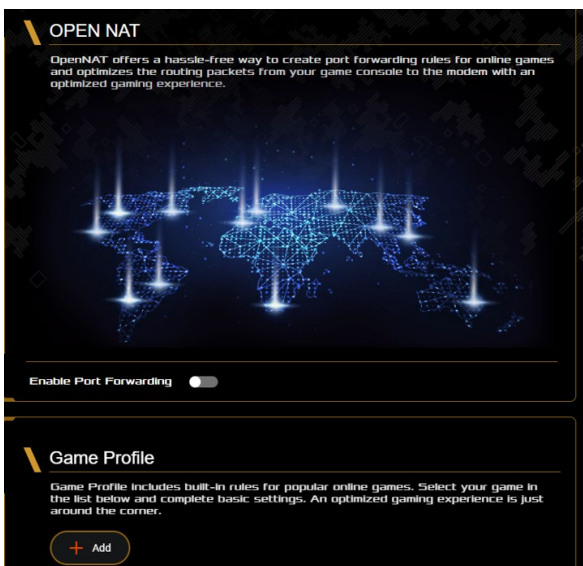 OPEN NAT
OpenNAT offers a hassle-free way to create port forwarding rules for online games
and optimizes the routing packets from your game console to the modem with an
optimized gaming experience.
Enable Port Forwarding
Game Profile
Game Profile includes built-in rules for popular online games. Select your game in
the list below and complete basic settings. An optimized gaming experience is just
around the corner.
+ Add